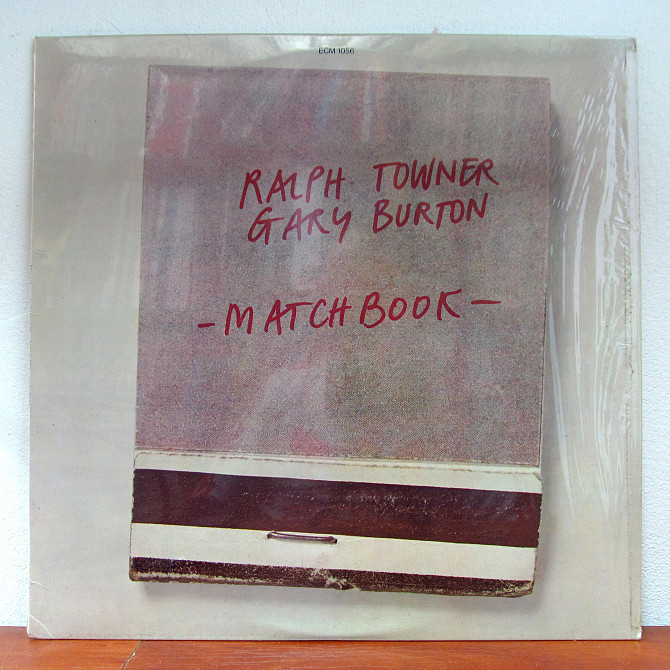 ECM 1056
RALPH TOWNER
GARY BURTON
- MATCHBOOK -